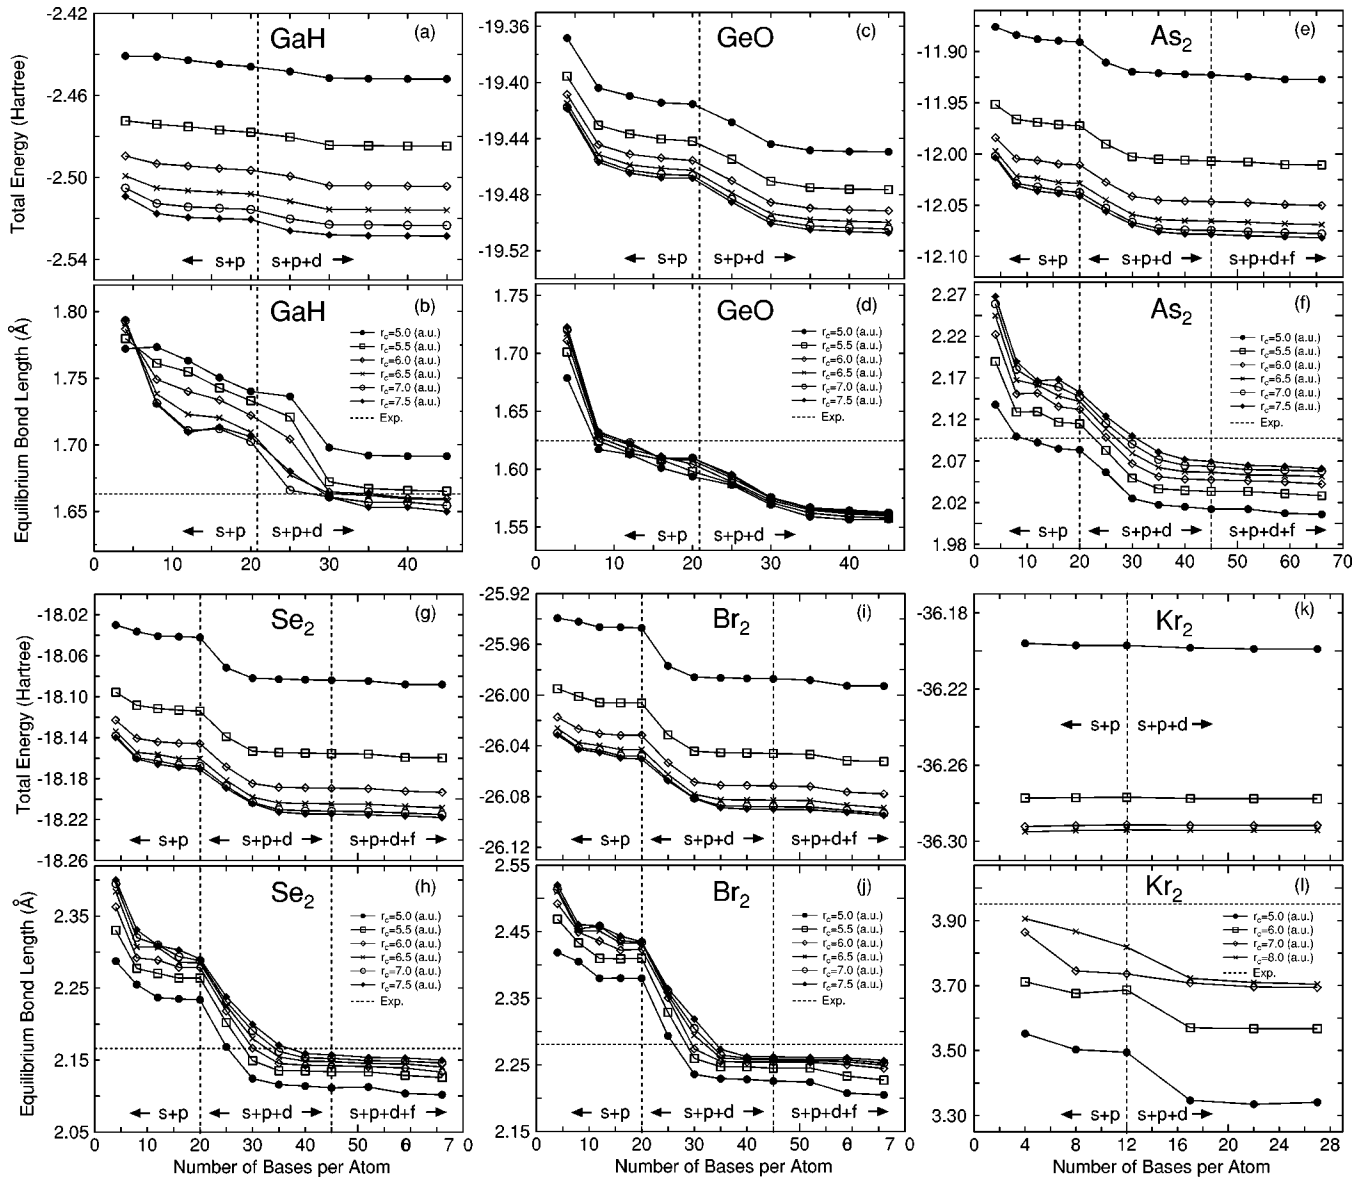 GaH
(a)
Total Energy (Hartree)
-2.42
-2.46
-2.50
-2.54
s+p
s+p+d
GeO
(c)
-19.36
-19.40
-19.44
-19.48
-19.52
s+p
s+p+d
As2
(e)
-11.90
-11.95
-12.00
-12.05
-12.10
s+p
s+p+d
s+p+d+f
GaH
(b)
Equilibrium Bond Length (Å)
1.80
1.75
1.70
1.65
rc=5.0 (a.u.)
rc=5.5 (a.u.)
rc=6.0 (a.u.)
rc=6.5 (a.u.)
rc=7.0 (a.u.)
rc=7.5 (a.u.)
Exp.
s+p
s+p+d
0 10 20 30 40
GeO
(d)
1.75
1.70
1.65
1.60
1.55
rc=5.0 (a.u.)
rc=5.5 (a.u.)
rc=6.0 (a.u.)
rc=6.5 (a.u.)
rc=7.0 (a.u.)
rc=7.5 (a.u.)
Exp.
s+p
s+p+d
0 10 20 30 40
As2
(f)
2.27
2.22
2.17
2.12
2.07
2.02
1.98
rc=5.0 (a.u.)
rc=5.5 (a.u.)
rc=6.0 (a.u.)
rc=6.5 (a.u.)
rc=7.0 (a.u.)
rc=7.5 (a.u.)
Exp.
s+p
s+p+d
s+p+d+f
0 10 20 30 40 50 60 70
Se2
(g)
Total Energy (Hartree)
-18.02
-18.06
-18.10
-18.14
-18.18
-18.22
-18.26
s+p
s+p+d
s+p+d+f
Br2
(i)
-25.92
-25.96
-26.00
-26.04
-26.08
-26.12
s+p
s+p+d
s+p+d+f
Kr2
(k)
-36.18
-36.22
-36.26
-36.30
s+p
s+p+d
Se2
(h)
Equilibrium Bond Length (Å)
2.35
2.25
2.15
2.05
rc=5.0 (a.u.)
rc=5.5 (a.u.)
rc=6.0 (a.u.)
rc=6.5 (a.u.)
rc=7.0 (a.u.)
rc=7.5 (a.u.)
Exp.
s+p
s+p+d
s+p+d+f
0 10 20 30 40 50 60 7 0
Number of Bases per Atom
Br2
(j)
2.55
2.45
2.35
2.25
2.15
rc=5.0 (a.u.)
rc=5.5 (a.u.)
rc=6.0 (a.u.)
rc=6.5 (a.u.)
rc=7.0 (a.u.)
rc=7.5 (a.u.)
Exp.
s+p
s+p+d
s+p+d+f
0 10 20 30 40 50 60 7 0
Number of Bases per Atom
Kr2
(l)
3.90
3.70
3.50
3.30
rc=5.0 (a.u.)
rc=6.0 (a.u.)
rc=7.0 (a.u.)
rc=8.0 (a.u.)
Exp.
s+p
s+p+d
0 4 8 12 16 20 24 28
Number of Bases per Atom